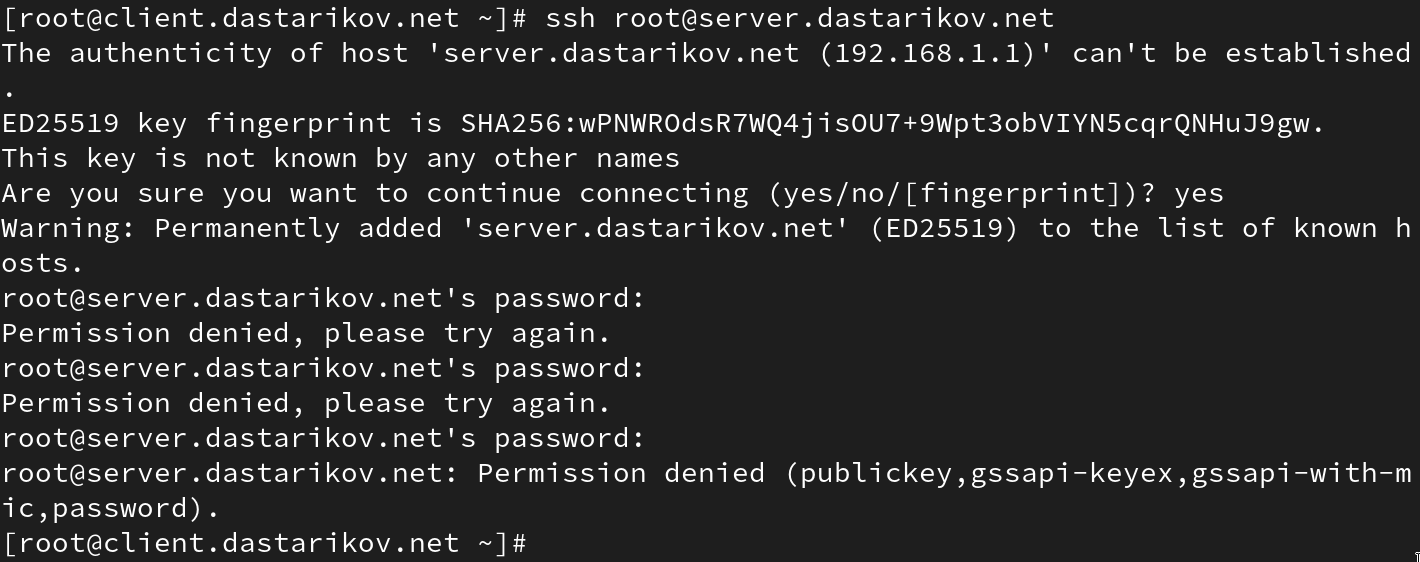 [root@client.dastarikov.net ~]# ssh root@server.dastarikov.net
The authenticity of host 'server.dastarikov.net (192.168.1.1)' can't be established
.
ED25519 key fingerprint is SHA256:wPNWROdsR7WQ4jisOU7+9Wpt3obVIYN5cqrQNHuJ9gw.
This key is not known by any other names
Are you sure you want to continue connecting (yes/no/[fingerprint])? yes
Warning: Permanently added 'server.dastarikov.net' (ED25519) to the list of known h
osts.
root@server.dastarikov.net's password:
Permission denied, please try again.
root@server.dastarikov.net's password:
Permission denied, please try again.
root@server.dastarikov.net's password:
root@server.dastarikov.net: Permission denied (publickey,gssapi-keyex,gssapi-with-m
ic,password).
[root@client.dastarikov.net ~]#